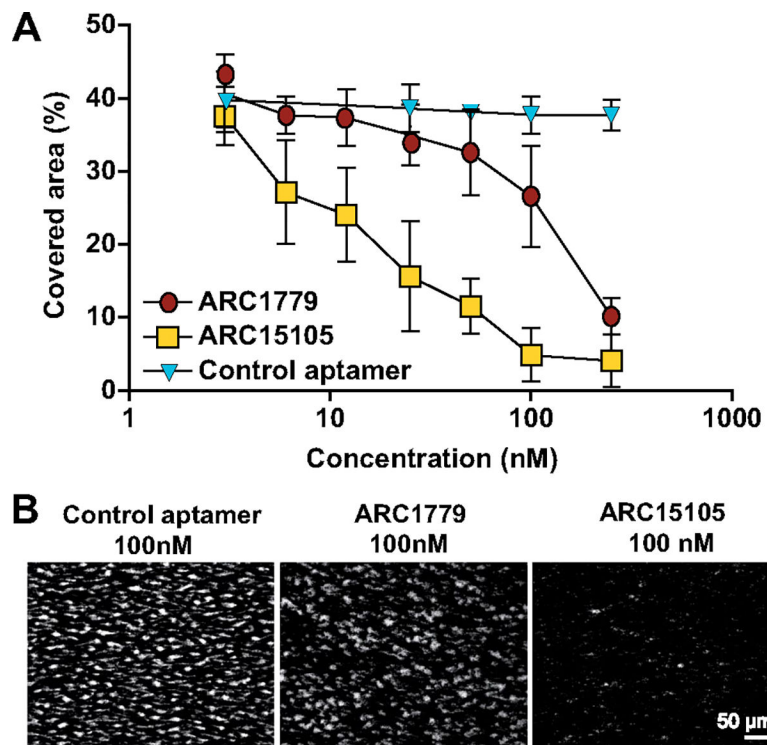 A
50
40
30
20
10
0
Covered area (%)
ARC1779
ARC15105
Control aptamer
1 10 100 1000
Concentration (nM)
B
Control aptamer ARC1779 ARC15105
100nM 100nM 100 nM
50 µm